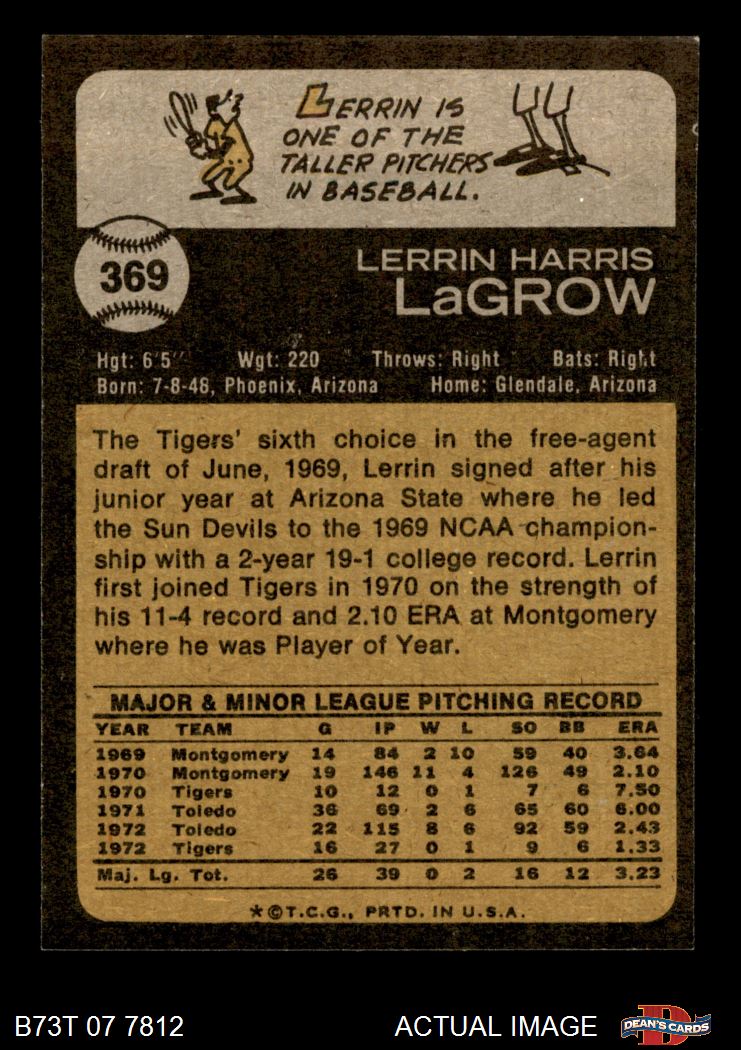 LERRIN IS
ONE OF THE
TALLER PITCHERS
IN BASEBALL.
369
LERRIN HARRIS
LaGROW
Hgt: 6'5" Wgt: 220 Throws: Right Bats: Right
Born: 7-8-48, Phoenix, Arizona Home: Glendale, Arizona
The Tigers' sixth choice in the free-agent
draft of June, 1969, Lerrin signed after his
junior year at Arizona State where he led
the Sun Devils to the 1969 NCAA champion-
ship with a 2-year 19-1 college record. Lerrin
first joined Tigers in 1970 on the strength of
his 11-4 record and 2.10 ERA at Montgomery
where he was Player of Year.
MAJOR & MINOR LEAGUE PITCHING RECORD
YEAR TEAM G IP W L SO BB ERA
1969 Montgomery 14 84 2 10 59 40 3.64
1970 Montgomery 19 146 11 4 126 49 2.10
1970 Tigers 10 12 0 1 7 6 7.50
1971 Toledo 36 69 2 6 65 60 6.00
1972 Toledo 22 115 8 6 92 59 2.43
1972 Tigers 16 27 0 1 9 6 1.33
Maj. Lg. Tot. 26 39 0 2 16 12 3.23
*©T.C.G., PRTD. IN U.S.A.
B73T 07 7812 ACTUAL IMAGE
D
DEAN'S CARDS